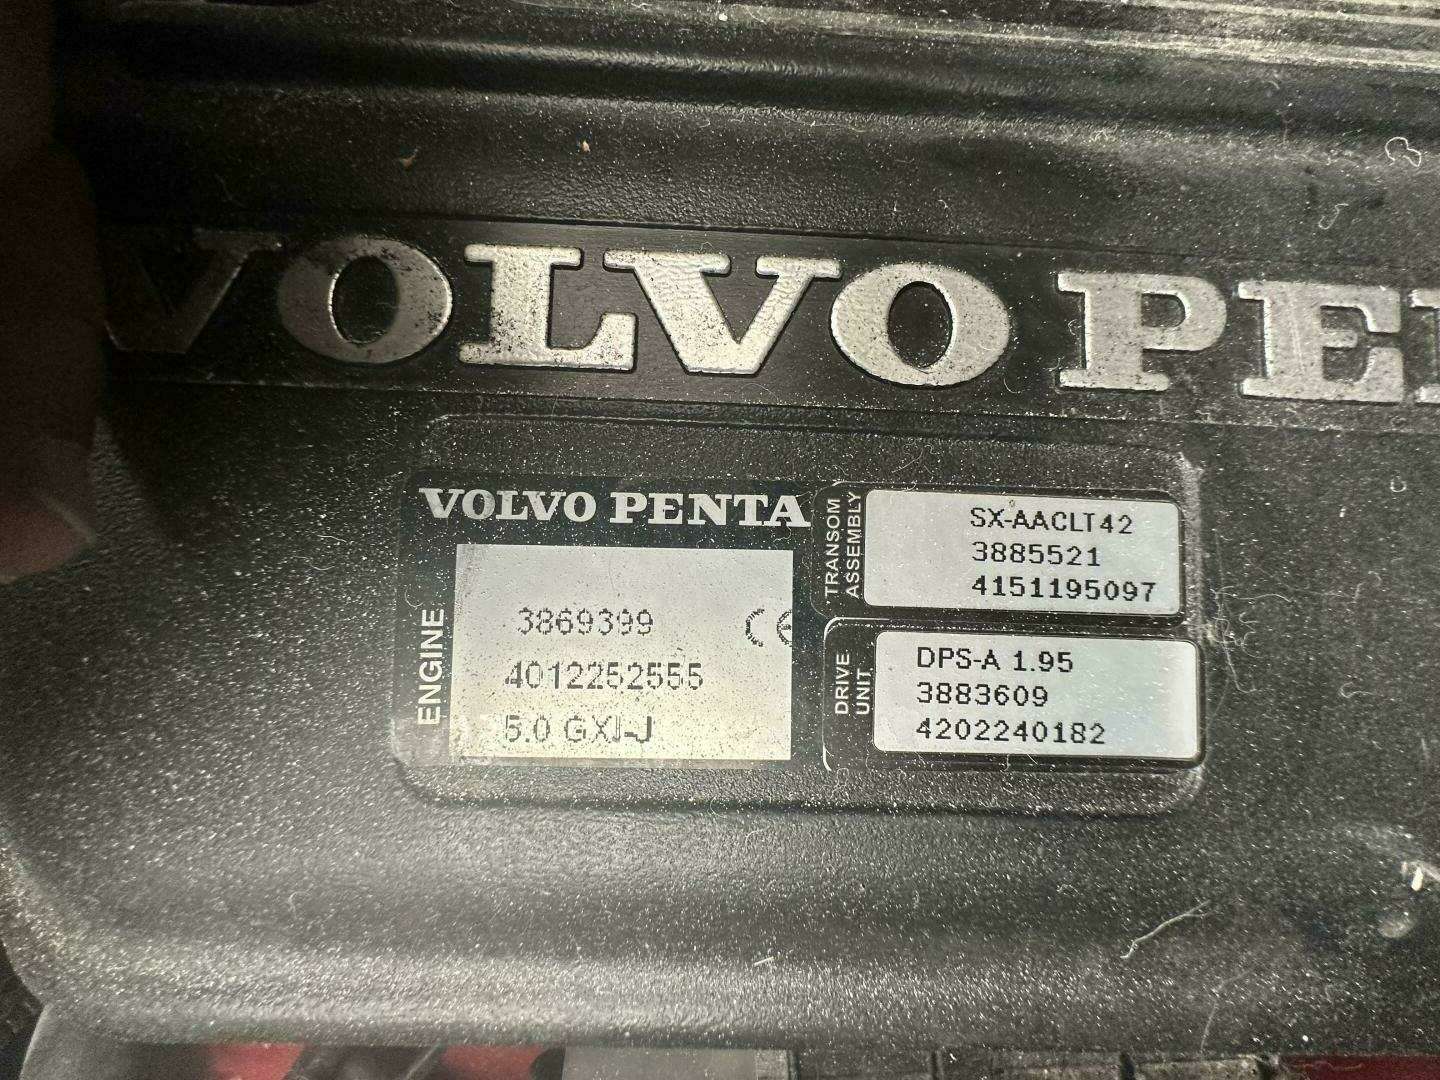 VOLVO PE
VOLVO PENTA
ENGINE
3869399
CE
4012252555
5.0 GXI-J
TRANSOM
ASSEMBLY
SX-AACLT42
3885521
4151195097
DRIVE
UNIT
DPS-A 1.95
3883609
4202240182